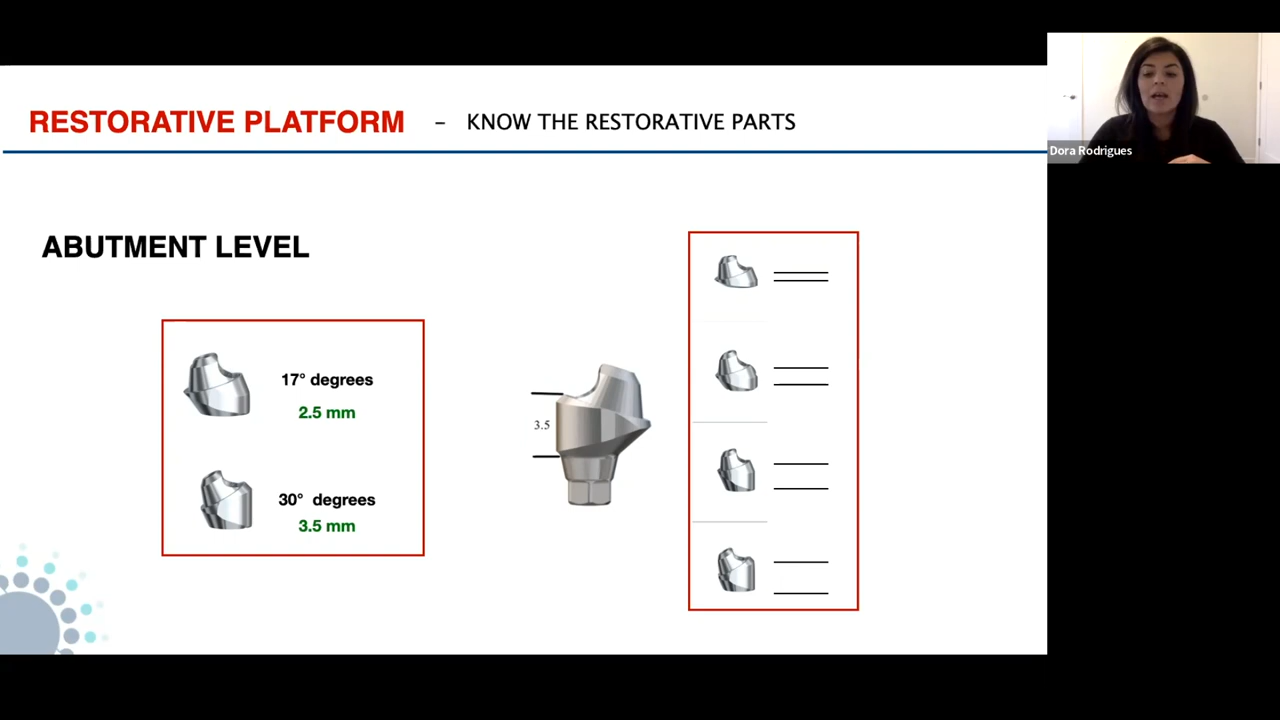 RESTORATIVE PLATFORM - KNOW THE RESTORATIVE PARTS
Dora Rodrigues
ABUTMENT LEVEL
17° degrees
2.5 mm
30° degrees
3.5 mm
3.5